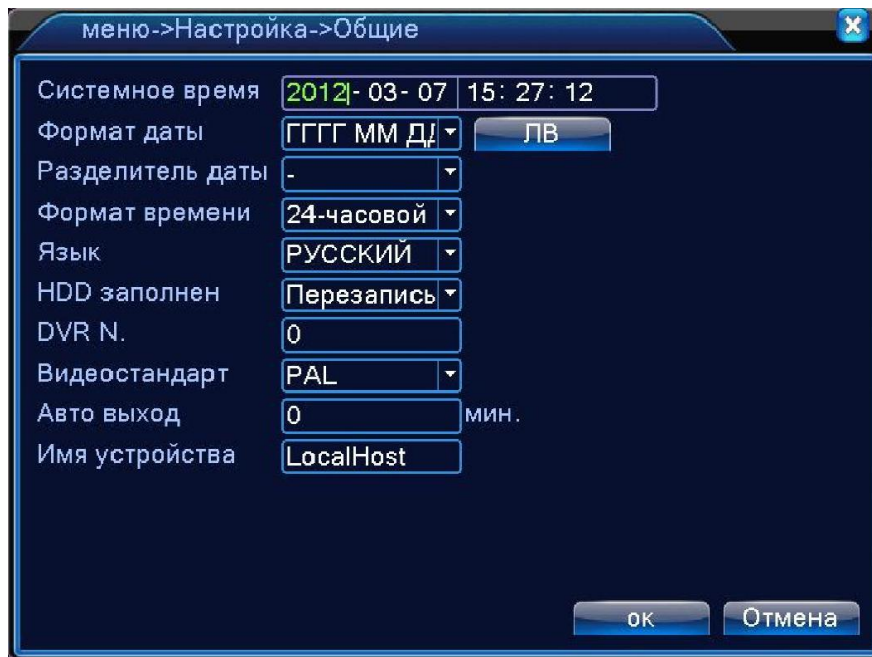 меню->Настройка->Общие
Системное время 2012-03-07 15:27:12
Формат даты ГГГГ ММ ДД ЛВ
Разделитель даты -
Формат времени 24-часовой
Язык РУССКИЙ
HDD заполнен Перезапись
DVR N. 0
Видеостандарт PAL
Авто выход 0 мин.
Имя устройства LocalHost
ок Отмена